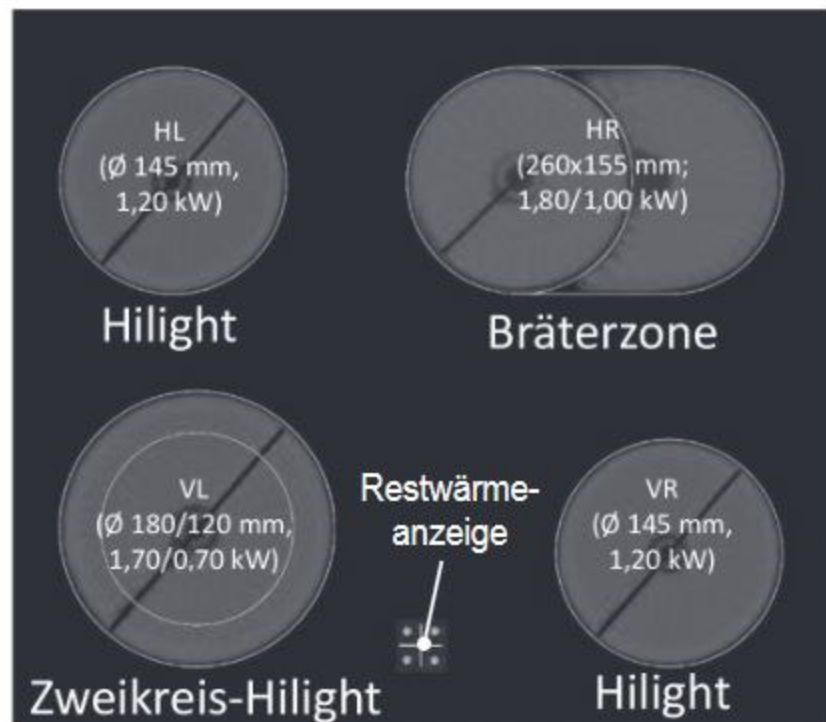 HL
(Ø 145 mm,
1,20 kW)
Hilight
HR
(260x155 mm;
1,80/1,00 kW)
Bräterzone
VL
(Ø 180/120 mm,
1,70/0,70 kW)
Zweikreis-Hilight
Restwärme-
anzeige
VR
(Ø 145 mm,
1,20 kW)
Hilight